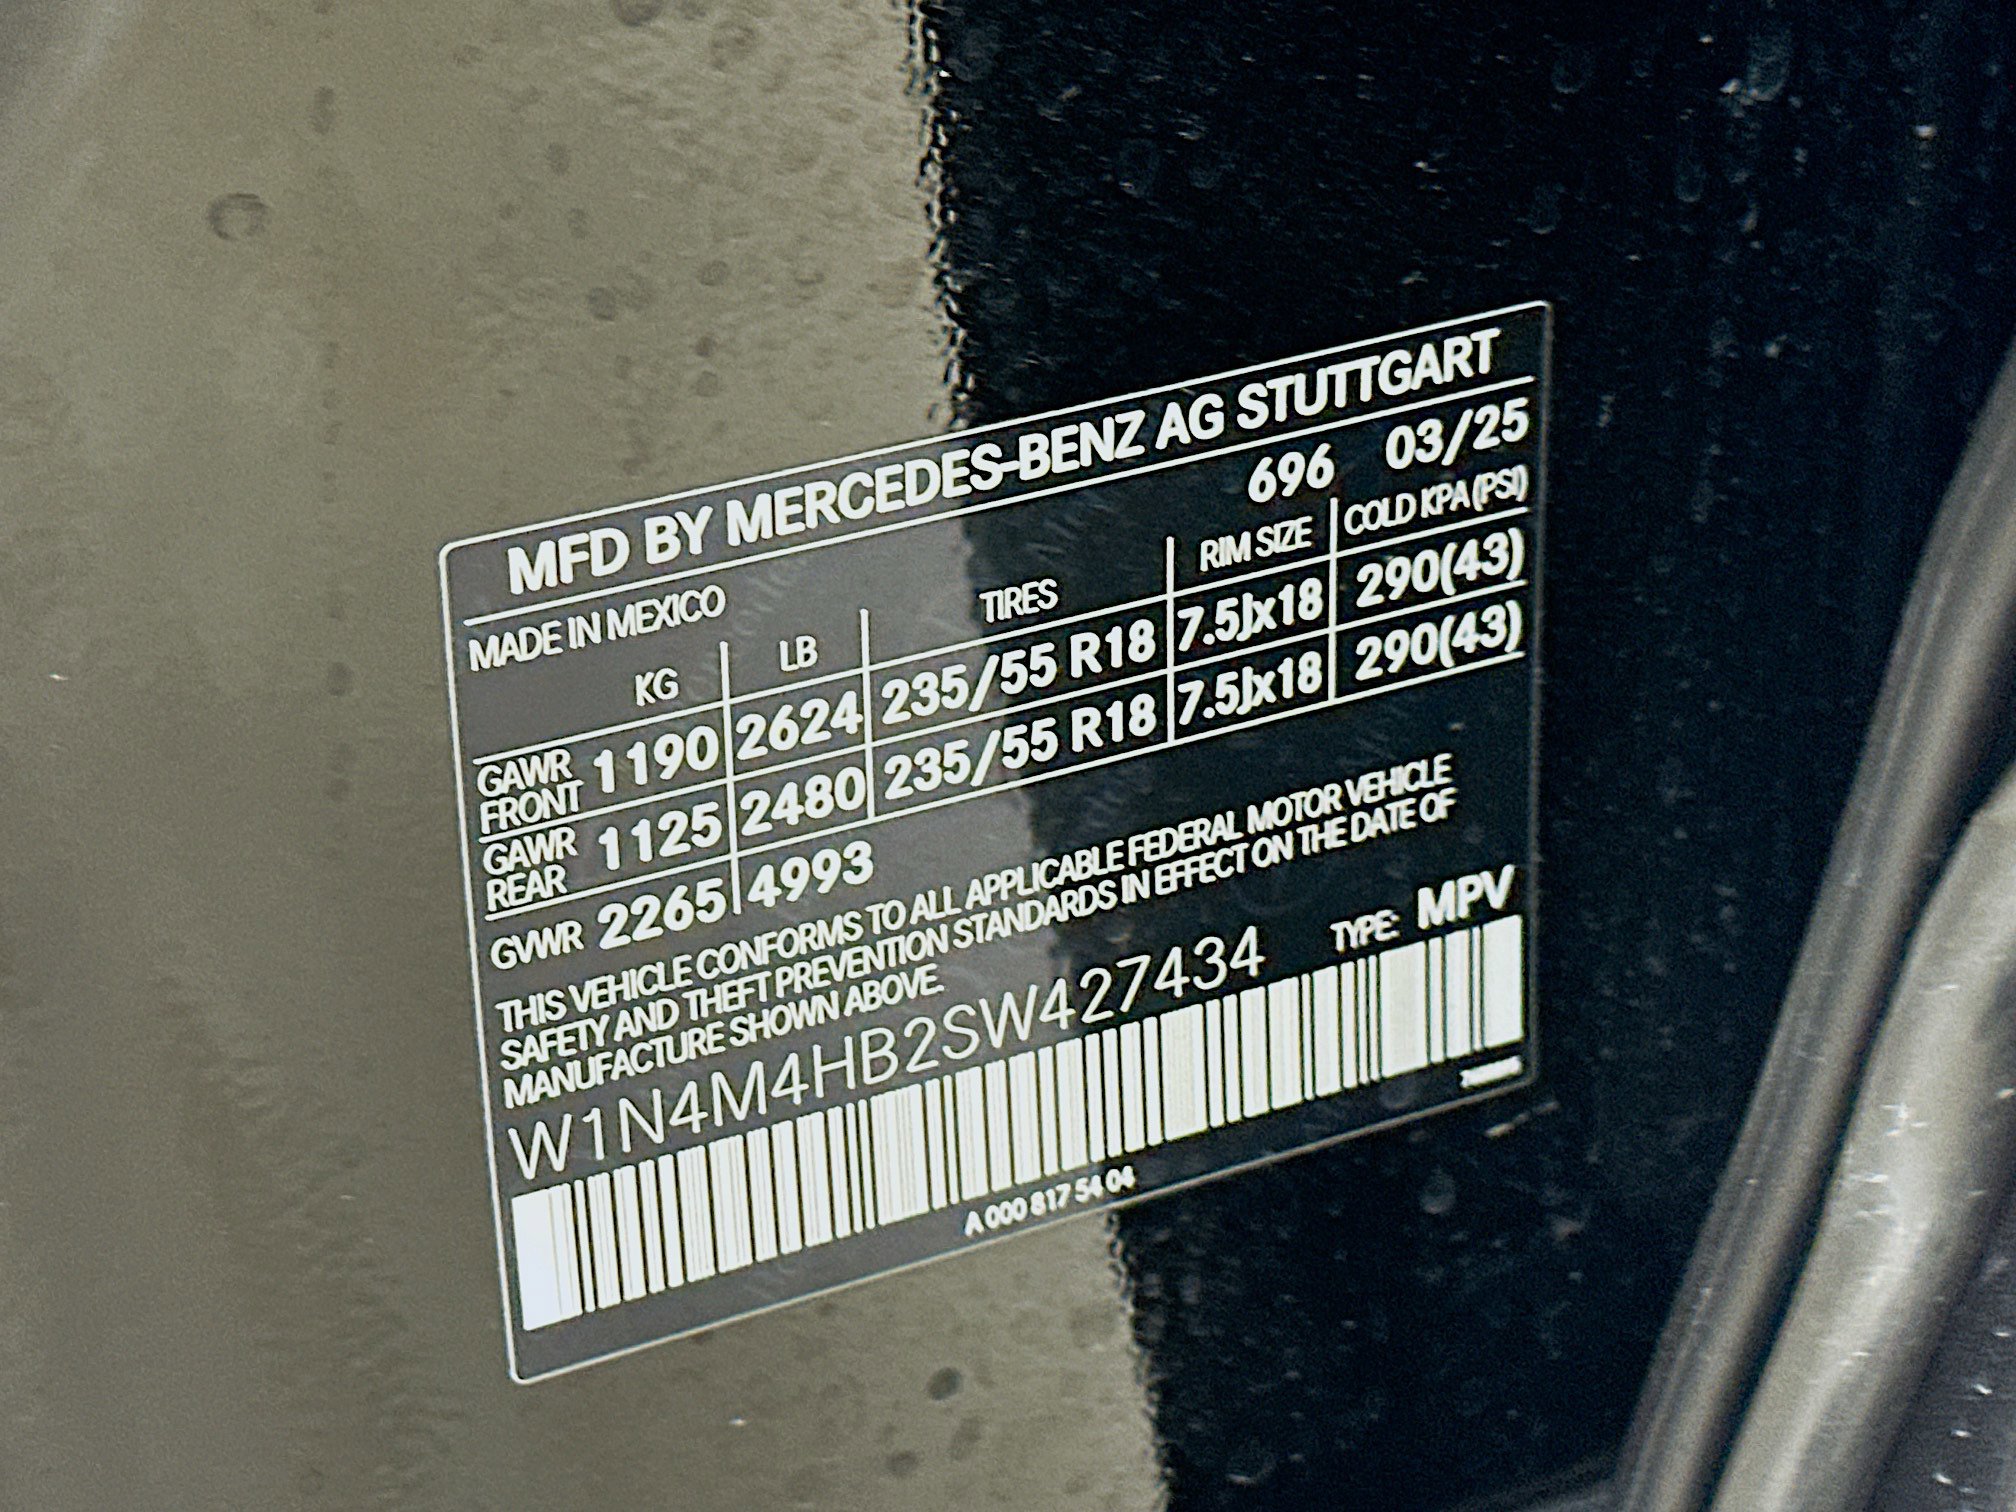 MFD BY MERCEDES-BENZ AG STUTTGART
MADE IN MEXICO 696 03/25
KG LB TIRES RIM SIZE COLD KPA (PSI)
GAWR FRONT 1190 2624 235/55 R18 7.5Jx18 290(43)
GAWR REAR 1125 2480 235/55 R18 7.5Jx18 290(43)
GVWR 2265 4993
THIS VEHICLE CONFORMS TO ALL APPLICABLE FEDERAL MOTOR VEHICLE
SAFETY AND THEFT PREVENTION STANDARDS IN EFFECT ON THE DATE OF
MANUFACTURE SHOWN ABOVE.
W1N4M4HB2SW427434 TYPE: MPV
A 000 817 54 04